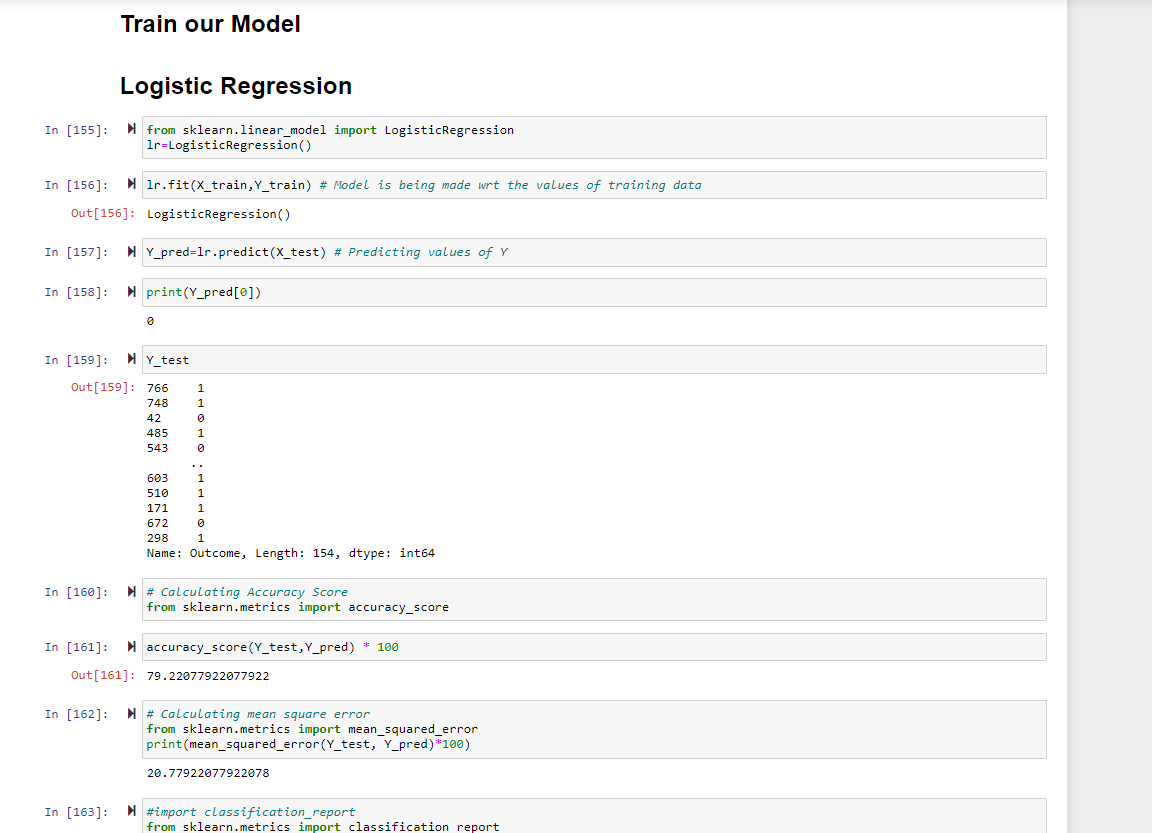 Train our Model
Logistic Regression
In [155]: from sklearn.linear_model import LogisticRegression
lr=LogisticRegression()
In [156]: lr.fit(X_train,Y_train) # Model is being made wrt the values of training data
Out[156]: LogisticRegression()
In [157]: Y_pred=lr.predict(X_test) # Predicting values of Y
In [158]: print(Y_pred[0])
0
In [159]: Y_test
Out[159]: 766 1
748 1
42 0
485 1
543 0
..
603 1
510 1
171 1
672 0
298 1
Name: Outcome, Length: 154, dtype: int64
In [160]: # Calculating Accuracy Score
from sklearn.metrics import accuracy_score
In [161]: accuracy_score(Y_test,Y_pred) * 100
Out[161]: 79.22077922077922
In [162]: # Calculating mean square error
from sklearn.metrics import mean_squared_error
print(mean_squared_error(Y_test, Y_pred)*100)
20.77922077922078
In [163]: #import classification_report
from sklearn.metrics import classification_report